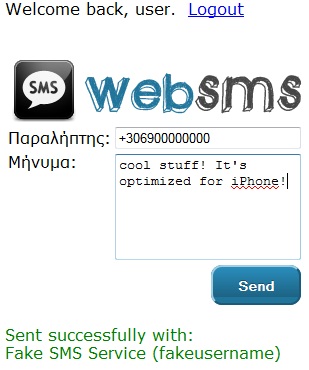 Welcome back, user. Logout
SMS
websms
Παραλήπτης: +306900000000
Μήνυμα: cool stuff! It's
optimized for iPhone!
Send
Sent successfully with:
Fake SMS Service (fakeusername)